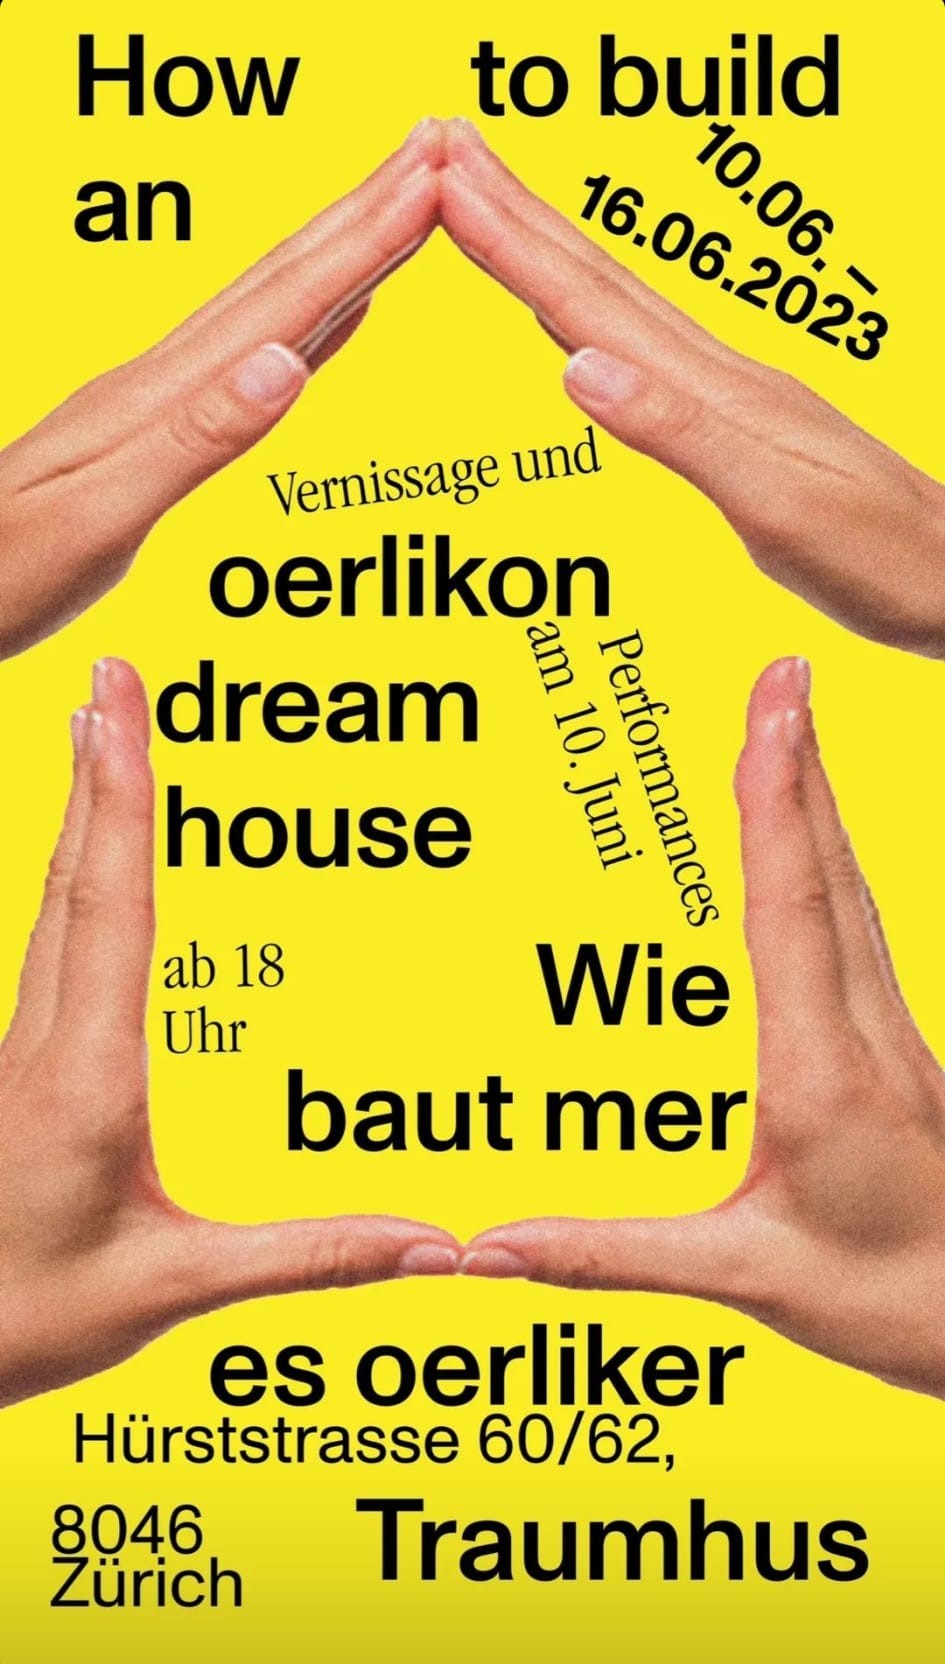 How to build
an
10.06. –
16.06.2023
Vernissage und
oerlikon
dream
house
Performances
am 10. Juni
ab 18
Uhr
Wie
baut mer
es oerliker
Hürststrasse 60/62,
8046
Zürich
Traumhus